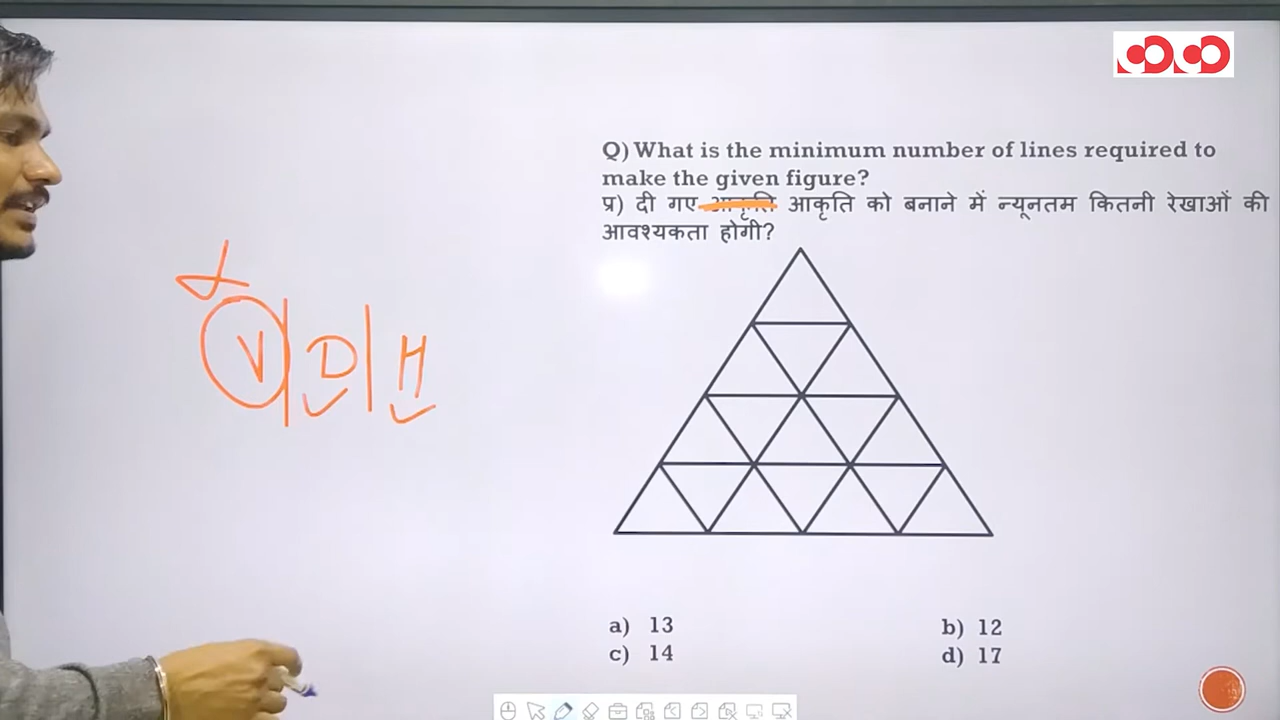 Q) What is the minimum number of lines required to
make the given figure?
प्र) दी गए आकृति आकृति को बनाने में न्यूनतम कितनी रेखाओं की
आवश्यकता होगी?
V D H
a) 13
b) 12
c) 14
d) 17